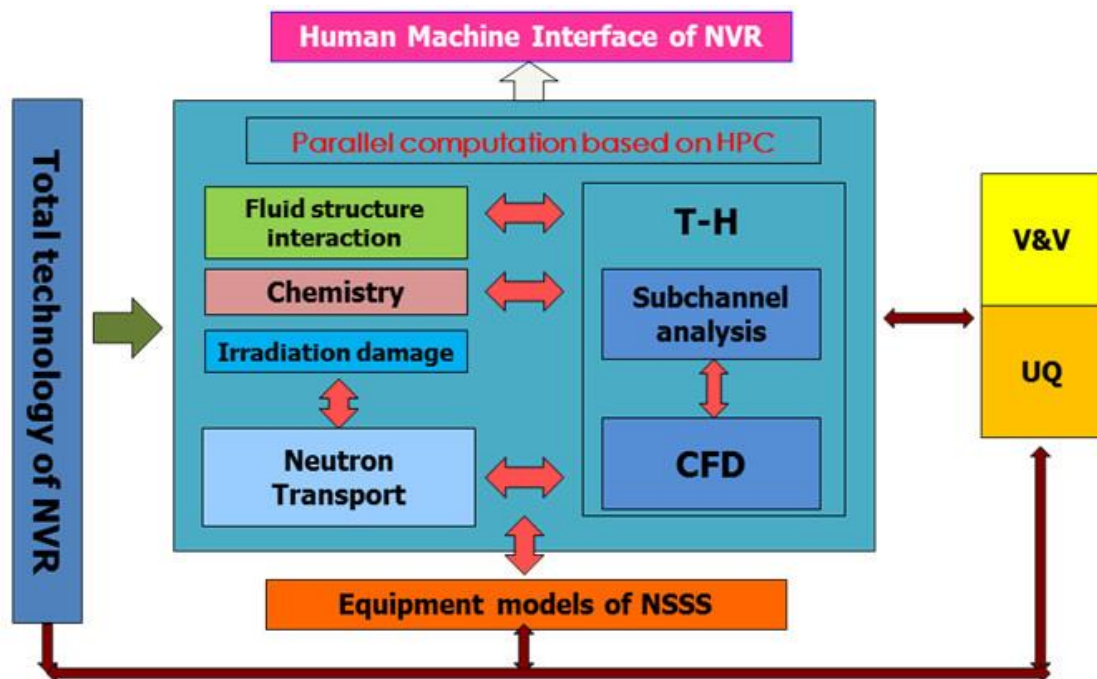 Human Machine Interface of NVR
Total technology of NVR
Parallel computation based on HPC
Fluid structure
interaction
Chemistry
Irradiation damage
Neutron
Transport
T-H
Subchannel
analysis
CFD
V&V
UQ
Equipment models of NSSS